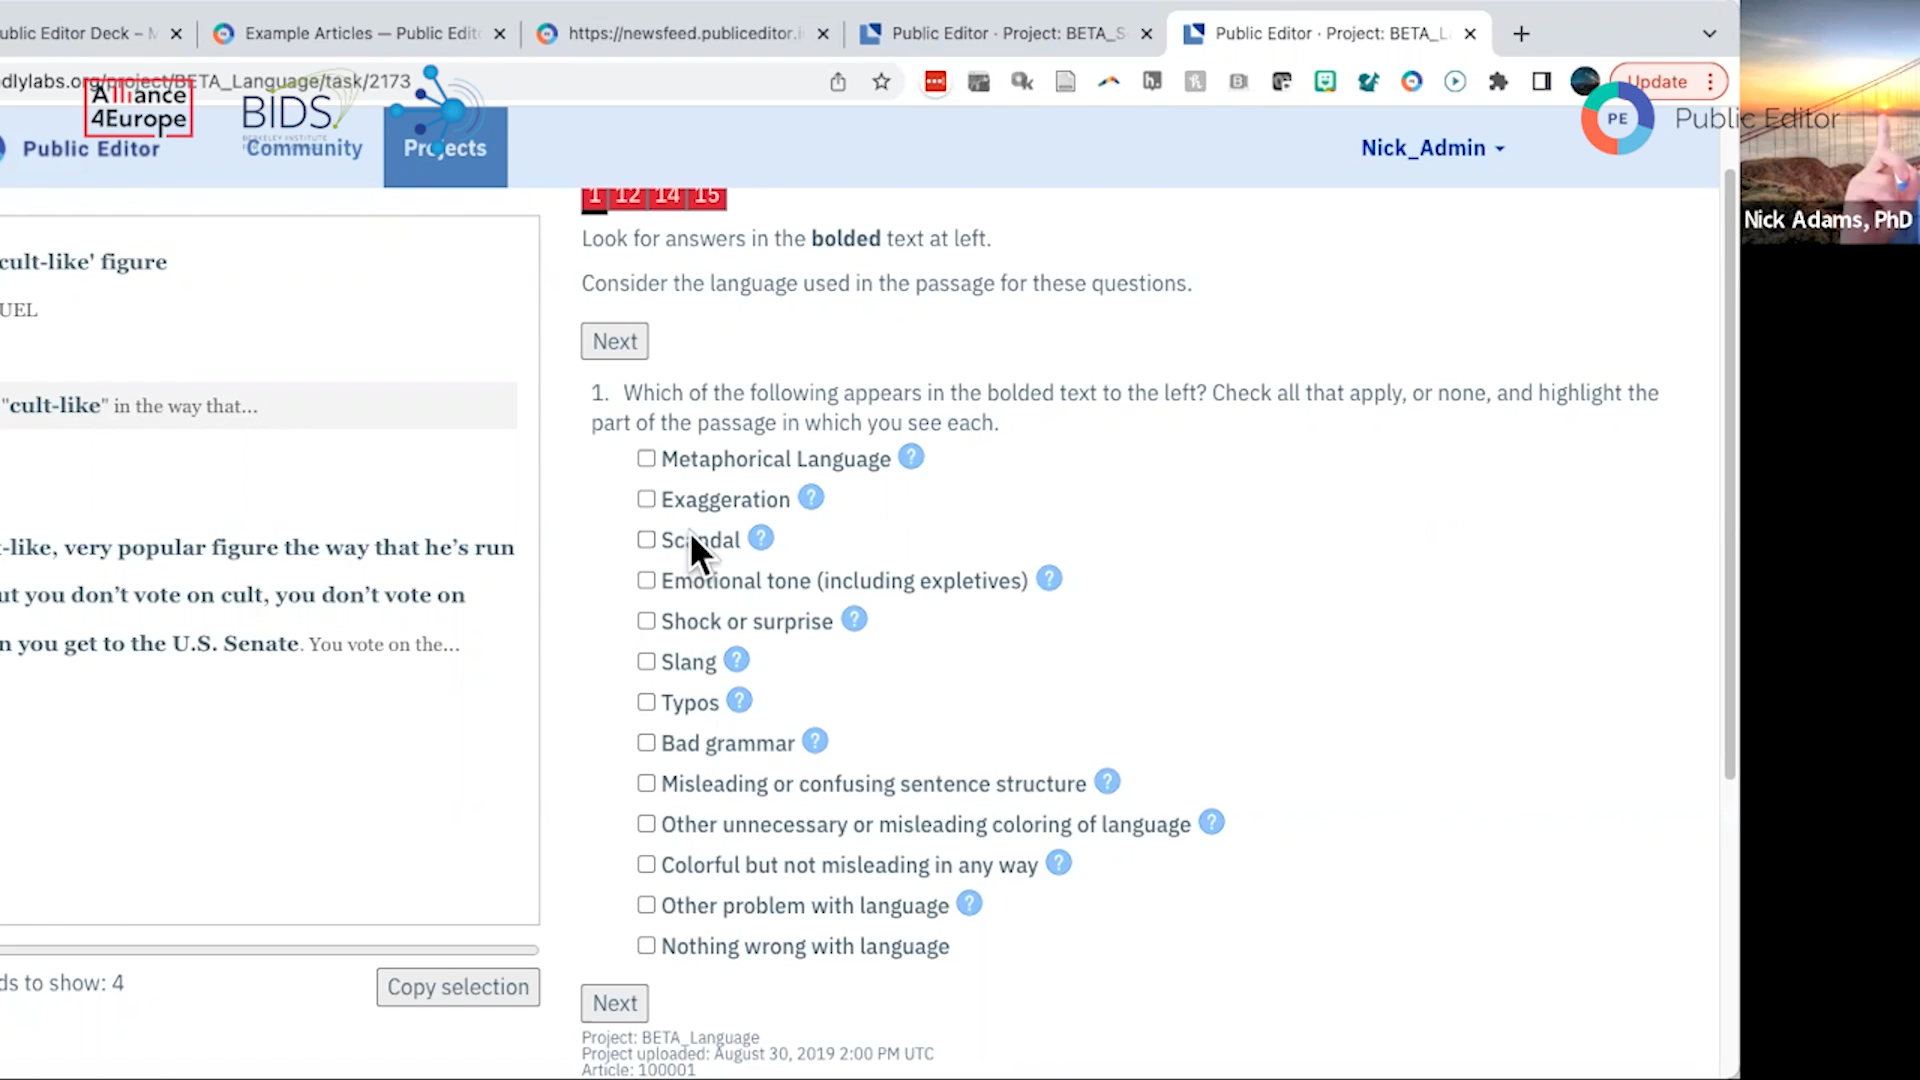 ublic Editor Deck – M
Example Articles — Public Edito
https://newsfeed.publiceditor.i
Public Editor · Project: BETA_S
Public Editor · Project: BETA_L
dlylabs.org/project/BETA_Language/task/2173
Update
Alliance
4Europe
BIDS
BERKELEY INSTITUTE
PE Public Editor
Public Editor
Community
Projects
Nick_Admin
Nick Adams, PhD
1 12 14 15
Look for answers in the bolded text at left.
Consider the language used in the passage for these questions.
Next
cult-like' figure
UEL
"cult-like" in the way that...
-like, very popular figure the way that he's run
ut you don't vote on cult, you don't vote on
n you get to the U.S. Senate. You vote on the...
ds to show: 4
Copy selection
1. Which of the following appears in the bolded text to the left? Check all that apply, or none, and highlight the
part of the passage in which you see each.
Metaphorical Language ?
Exaggeration ?
Scandal ?
Emotional tone (including expletives) ?
Shock or surprise ?
Slang ?
Typos ?
Bad grammar ?
Misleading or confusing sentence structure ?
Other unnecessary or misleading coloring of language ?
Colorful but not misleading in any way ?
Other problem with language ?
Nothing wrong with language
Next
Project: BETA_Language
Project uploaded: August 30, 2019 2:00 PM UTC
Article: 100001